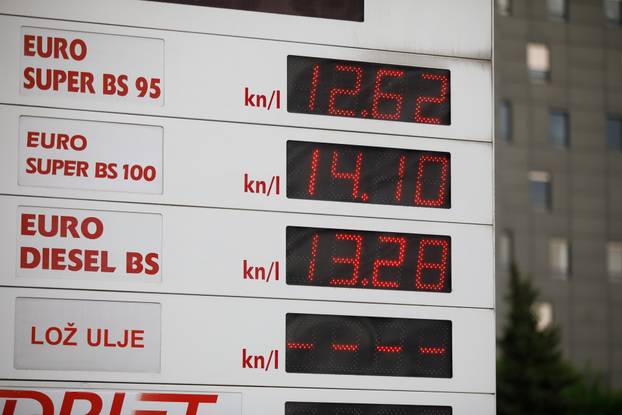 EURO
SUPER BS 95
kn/l 12.62
EURO
SUPER BS 100
kn/l 14.10
EURO
DIESEL BS
kn/l 13.28
LOŽ ULJE
kn/l ----